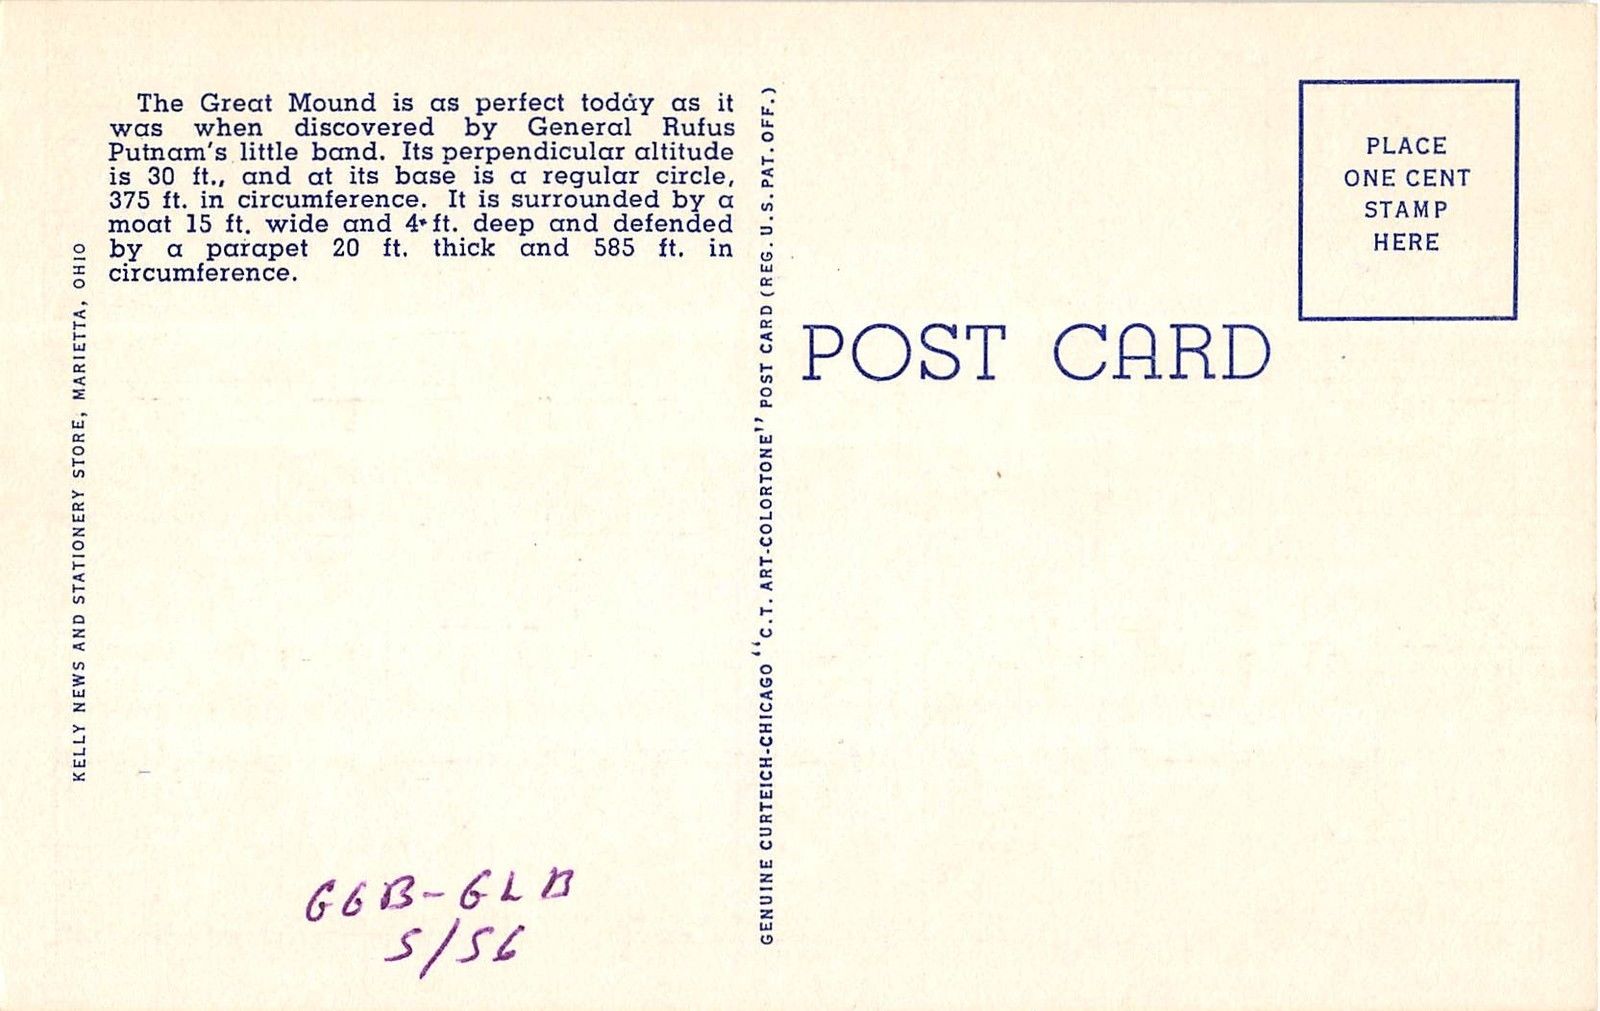 The Great Mound is as perfect today as it
was when discovered by General Rufus
Putnam's little band. Its perpendicular altitude
is 30 ft., and at its base is a regular circle,
375 ft. in circumference. It is surrounded by a
moat 15 ft. wide and 4 ft. deep and defended
by a parapet 20 ft. thick and 585 ft. in
circumference.
KELLY NEWS AND STATIONERY STORE, MARIETTA, OHIO
GENUINE CURTEICH-CHICAGO "C.T. ART-COLORTONE" POST CARD (REG. U.S. PAT. OFF.)
PLACE
ONE CENT
STAMP
HERE
POST CARD
GGB-GLB
5/56